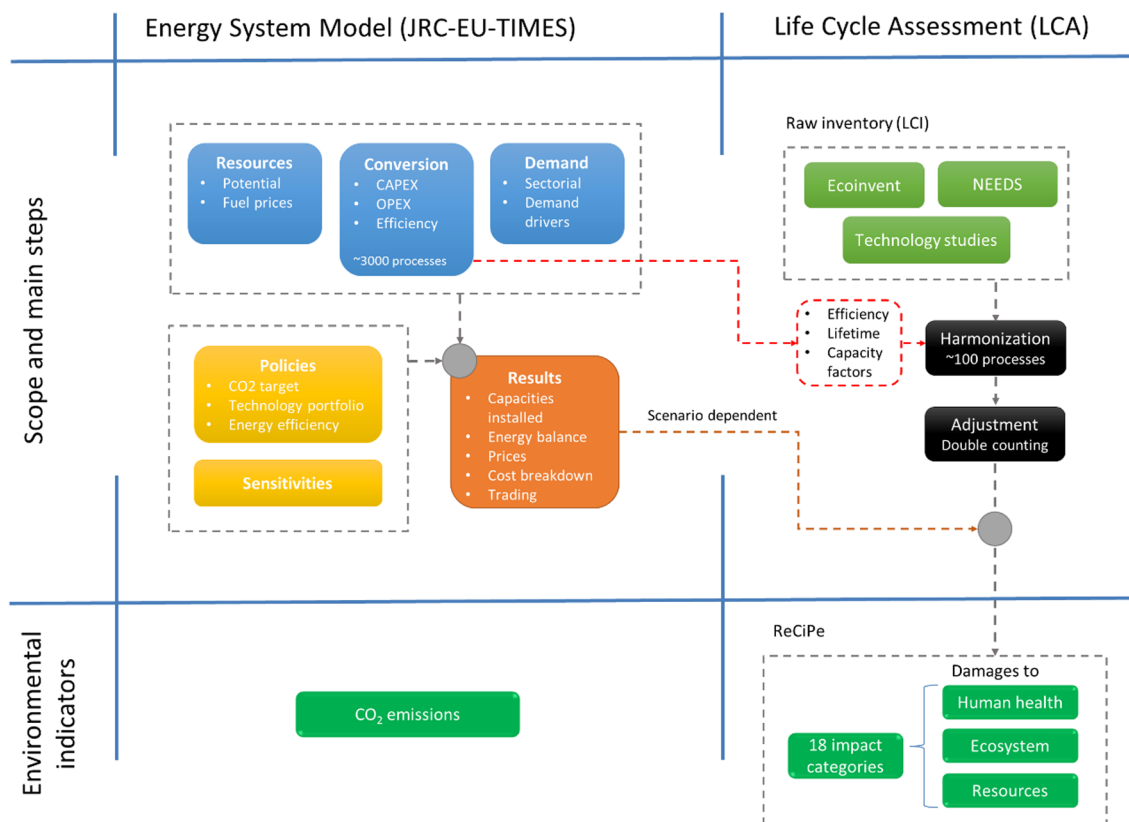 Energy System Model (JRC-EU-TIMES)
Life Cycle Assessment (LCA)
Scope and main steps
Resources
• Potential
• Fuel prices
Conversion
• CAPEX
• OPEX
• Efficiency
~3000 processes
Demand
• Sectorial
• Demand
drivers
Raw inventory (LCI)
Ecoinvent
NEEDS
Technology studies
• Efficiency
• Lifetime
• Capacity
factors
Harmonization
~100 processes
Adjustment
Double counting
Policies
• CO2 target
• Technology portfolio
• Energy efficiency
Sensitivities
Results
• Capacities
installed
• Energy balance
• Prices
• Cost breakdown
• Trading
Scenario dependent
Environmental
indicators
CO₂ emissions
ReCiPe
Damages to
18 impact
categories
Human health
Ecosystem
Resources